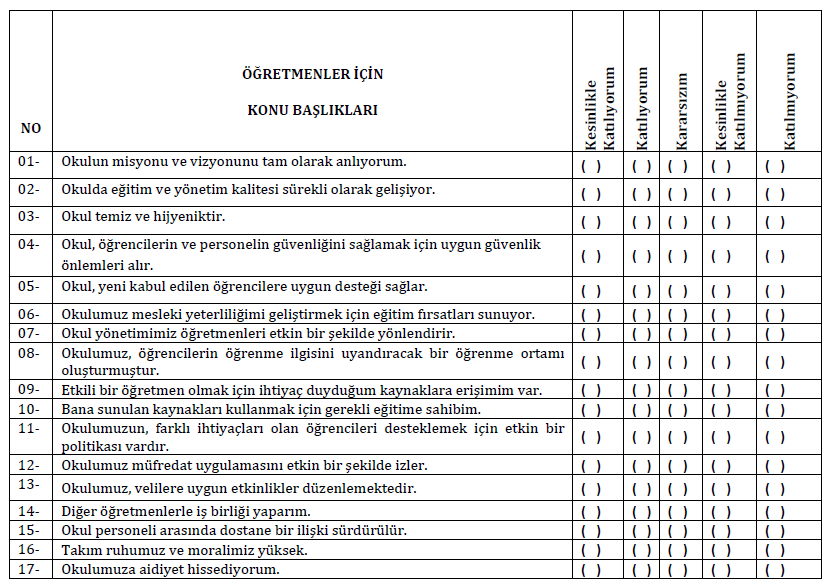 NO
ÖĞRETMENLER İÇİN
KONU BAŞLIKLARI
Kesinlikle
Katılıyorum
Katılıyorum
Kararsızım
Kesinlikle
Katılmıyorum
Katılmıyorum
01- Okulun misyonu ve vizyonunu tam olarak anlıyorum. ( ) ( ) ( ) ( ) ( )
02- Okulda eğitim ve yönetim kalitesi sürekli olarak gelişiyor. ( ) ( ) ( ) ( ) ( )
03- Okul temiz ve hijyeniktir. ( ) ( ) ( ) ( ) ( )
04- Okul, öğrencilerin ve personelin güvenliğini sağlamak için uygun güvenlik
önlemleri alır. ( ) ( ) ( ) ( ) ( )
05- Okul, yeni kabul edilen öğrencilere uygun desteği sağlar. ( ) ( ) ( ) ( ) ( )
06- Okulumuz mesleki yeterliliğimi geliştirmek için eğitim fırsatları sunuyor. ( ) ( ) ( ) ( ) ( )
07- Okul yönetimimiz öğretmenleri etkin bir şekilde yönlendirir. ( ) ( ) ( ) ( ) ( )
08- Okulumuz, öğrencilerin öğrenme ilgisini uyandıracak bir öğrenme ortamı
oluşturmuştur. ( ) ( ) ( ) ( ) ( )
09- Etkili bir öğretmen olmak için ihtiyaç duyduğum kaynaklara erişimim var. ( ) ( ) ( ) ( ) ( )
10- Bana sunulan kaynakları kullanmak için gerekli eğitime sahibim. ( ) ( ) ( ) ( ) ( )
11- Okulumuzun, farklı ihtiyaçları olan öğrencileri desteklemek için etkin bir
politikası vardır. ( ) ( ) ( ) ( ) ( )
12- Okulumuz müfredat uygulamasını etkin bir şekilde izler. ( ) ( ) ( ) ( ) ( )
13- Okulumuz, velilere uygun etkinlikler düzenlemektedir. ( ) ( ) ( ) ( ) ( )
14- Diğer öğretmenlerle iş birliği yaparım. ( ) ( ) ( ) ( ) ( )
15- Okul personeli arasında dostane bir ilişki sürdürülür. ( ) ( ) ( ) ( ) ( )
16- Takım ruhumuz ve moralimiz yüksek. ( ) ( ) ( ) ( ) ( )
17- Okulumuza aidiyet hissediyorum. ( ) ( ) ( ) ( ) ( )